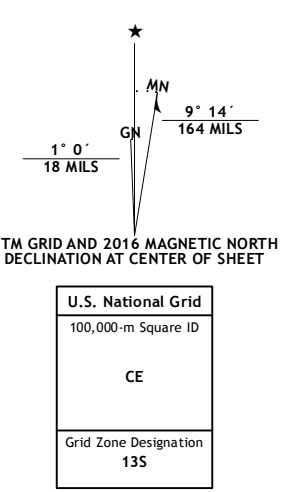 MN
GN
9° 14´
164 MILS
1° 0´
18 MILS
TM GRID AND 2016 MAGNETIC NORTH
DECLINATION AT CENTER OF SHEET
U.S. National Grid
100,000-m Square ID
CE
Grid Zone Designation
13S